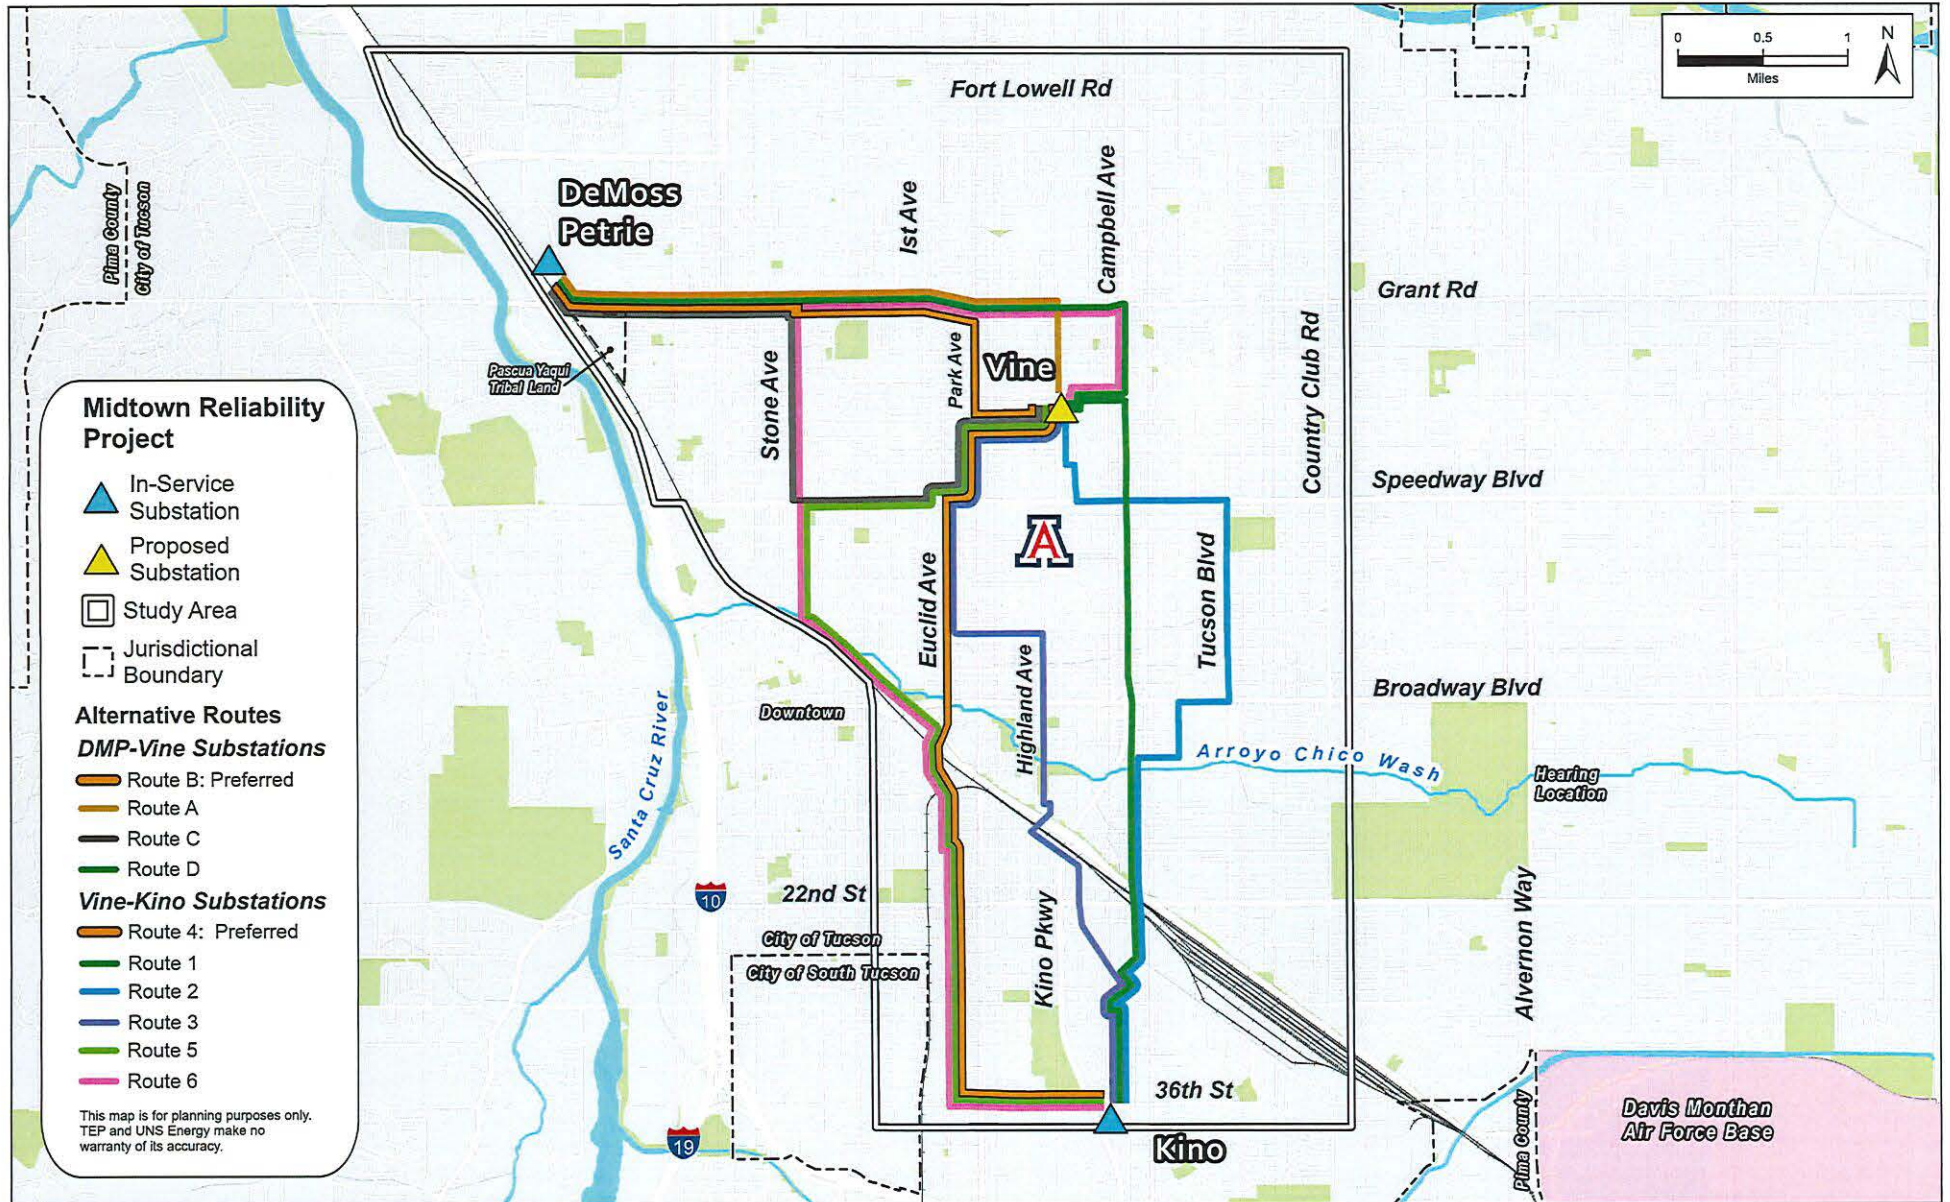 0 0.5 1
Miles
N
Fort Lowell Rd
DeMoss
Petrie
1st Ave
Campbell Ave
Pima County
City of Tucson
Grant Rd
Country Club Rd
Stone Ave
Park Ave
Vine
Pascua Yaqui
Tribal Land
Speedway Blvd
A
Euclid Ave
Tucson Blvd
Highland Ave
Broadway Blvd
Downtown
Santa Cruz River
Arroyo Chico Wash
Hearing
Location
10
22nd St
Kino Pkwy
Alvernon Way
City of Tucson
City of South Tucson
36th St
19
Kino
Pima County
Davis Monthan
Air Force Base
Midtown Reliability
Project
In-Service
Substation
Proposed
Substation
Study Area
Jurisdictional
Boundary
Alternative Routes
DMP-Vine Substations
Route B: Preferred
Route A
Route C
Route D
Vine-Kino Substations
Route 4: Preferred
Route 1
Route 2
Route 3
Route 5
Route 6
This map is for planning purposes only.
TEP and UNS Energy make no
warranty of its accuracy.